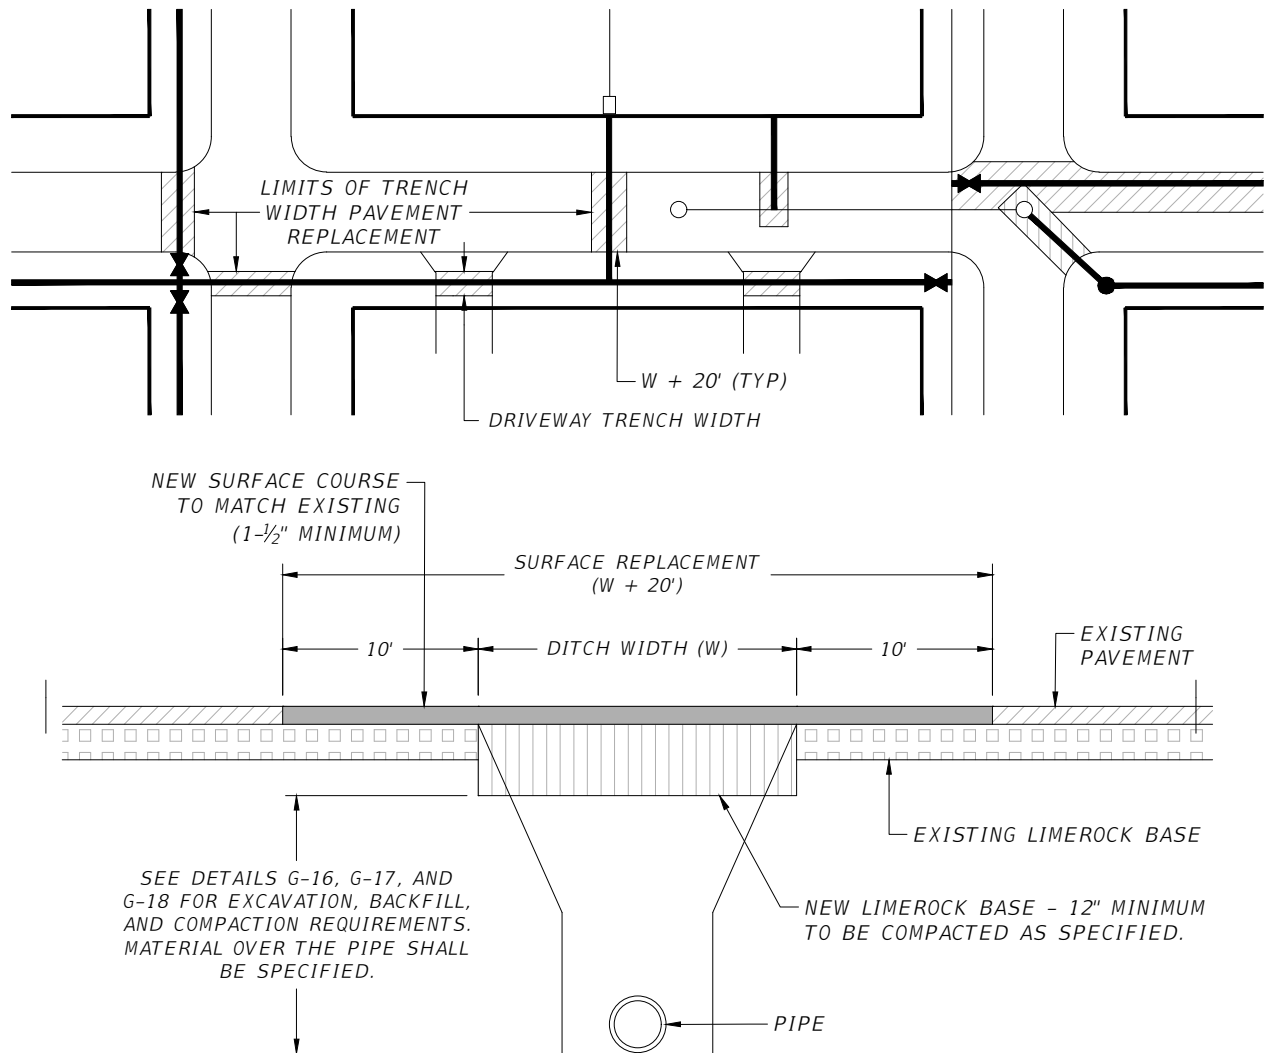 LIMITS OF TRENCH
WIDTH PAVEMENT
REPLACEMENT
W + 20' (TYP)
DRIVEWAY TRENCH WIDTH
NEW SURFACE COURSE
TO MATCH EXISTING
(1-½" MINIMUM)
SURFACE REPLACEMENT
(W + 20')
10'
DITCH WIDTH (W)
10'
EXISTING
PAVEMENT
EXISTING LIMEROCK BASE
SEE DETAILS G-16, G-17, AND
G-18 FOR EXCAVATION, BACKFILL,
AND COMPACTION REQUIREMENTS.
MATERIAL OVER THE PIPE SHALL
BE SPECIFIED.
NEW LIMEROCK BASE - 12" MINIMUM
TO BE COMPACTED AS SPECIFIED.
PIPE